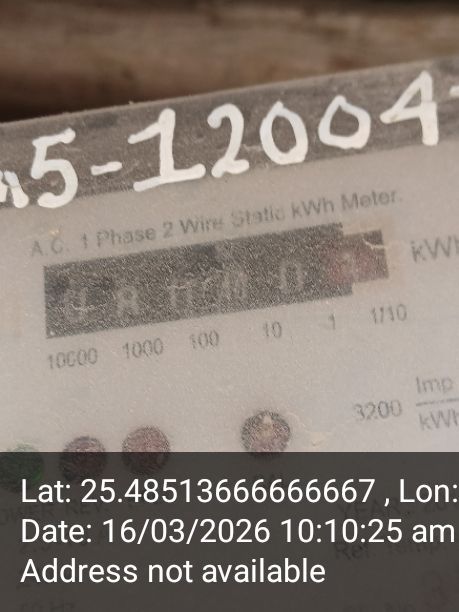 5-12004
A.C. 1 Phase 2 Wire Static kWh Meter.
kWh
10000 1000 100 10 1 1/10
Imp
3200 kWh
Lat: 25.48513666666667 , Lon:
Date: 16/03/2026 10:10:25 am
Address not available